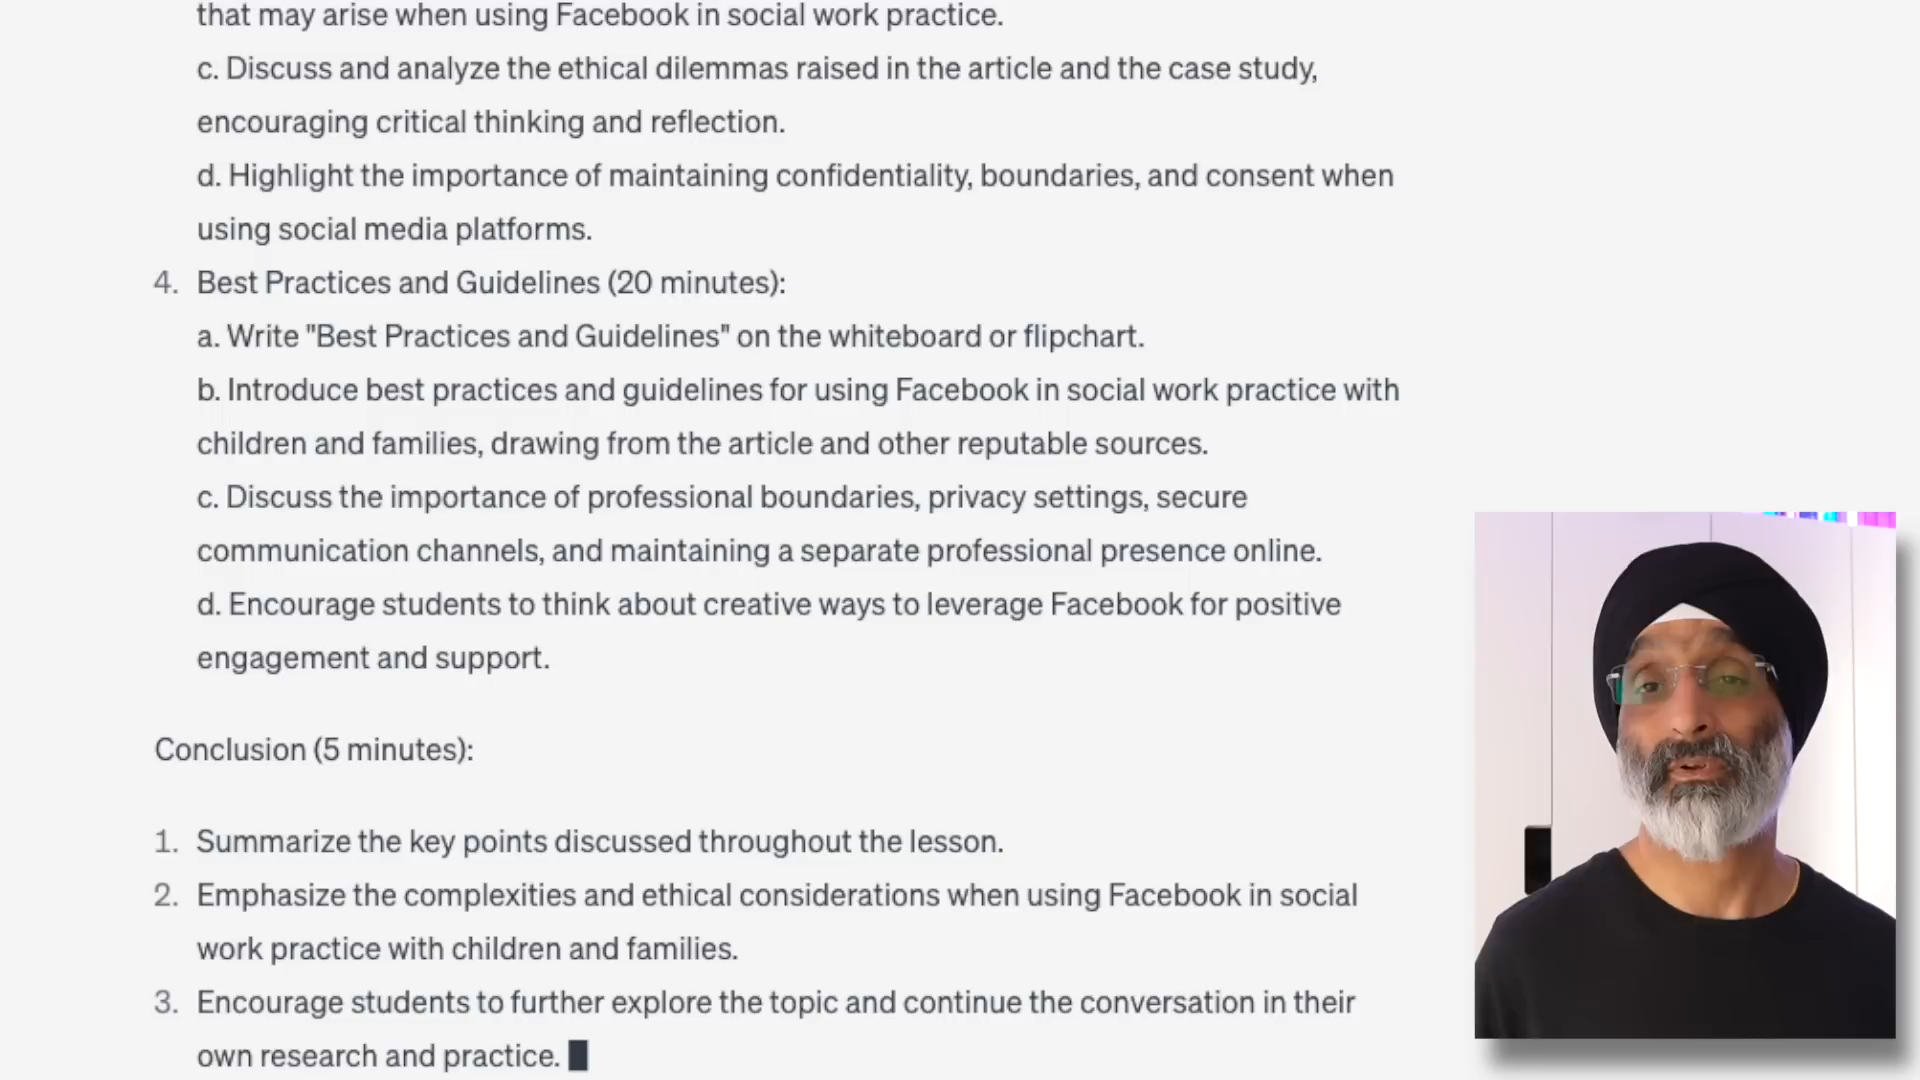 that may arise when using Facebook in social work practice.
c. Discuss and analyze the ethical dilemmas raised in the article and the case study,
encouraging critical thinking and reflection.
d. Highlight the importance of maintaining confidentiality, boundaries, and consent when
using social media platforms.
4. Best Practices and Guidelines (20 minutes):
a. Write "Best Practices and Guidelines" on the whiteboard or flipchart.
b. Introduce best practices and guidelines for using Facebook in social work practice with
children and families, drawing from the article and other reputable sources.
c. Discuss the importance of professional boundaries, privacy settings, secure
communication channels, and maintaining a separate professional presence online.
d. Encourage students to think about creative ways to leverage Facebook for positive
engagement and support.
Conclusion (5 minutes):
1. Summarize the key points discussed throughout the lesson.
2. Emphasize the complexities and ethical considerations when using Facebook in social
work practice with children and families.
3. Encourage students to further explore the topic and continue the conversation in their
own research and practice.